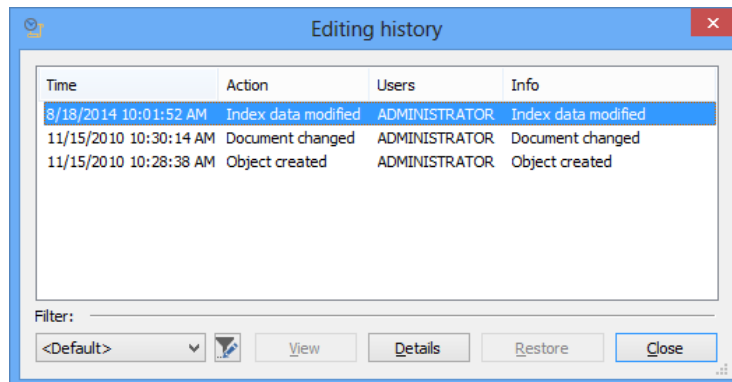 Editing history
Time Action Users Info
8/18/2014 10:01:52 AM Index data modified ADMINISTRATOR Index data modified
11/15/2010 10:30:14 AM Document changed ADMINISTRATOR Document changed
11/15/2010 10:28:38 AM Object created ADMINISTRATOR Object created
Filter:
<Default> View Details Restore Close